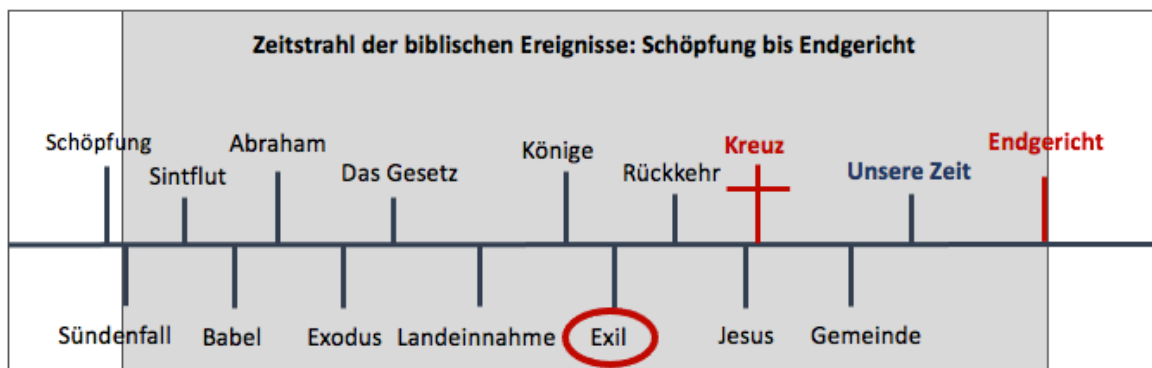 Zeitstrahl der biblischen Ereignisse: Schöpfung bis Endgericht
Schöpfung
Sintflut
Abraham
Das Gesetz
Könige
Rückkehr
Kreuz
Unsere Zeit
Endgericht
Sündenfall
Babel
Exodus
Landeinnahme
Exil
Jesus
Gemeinde